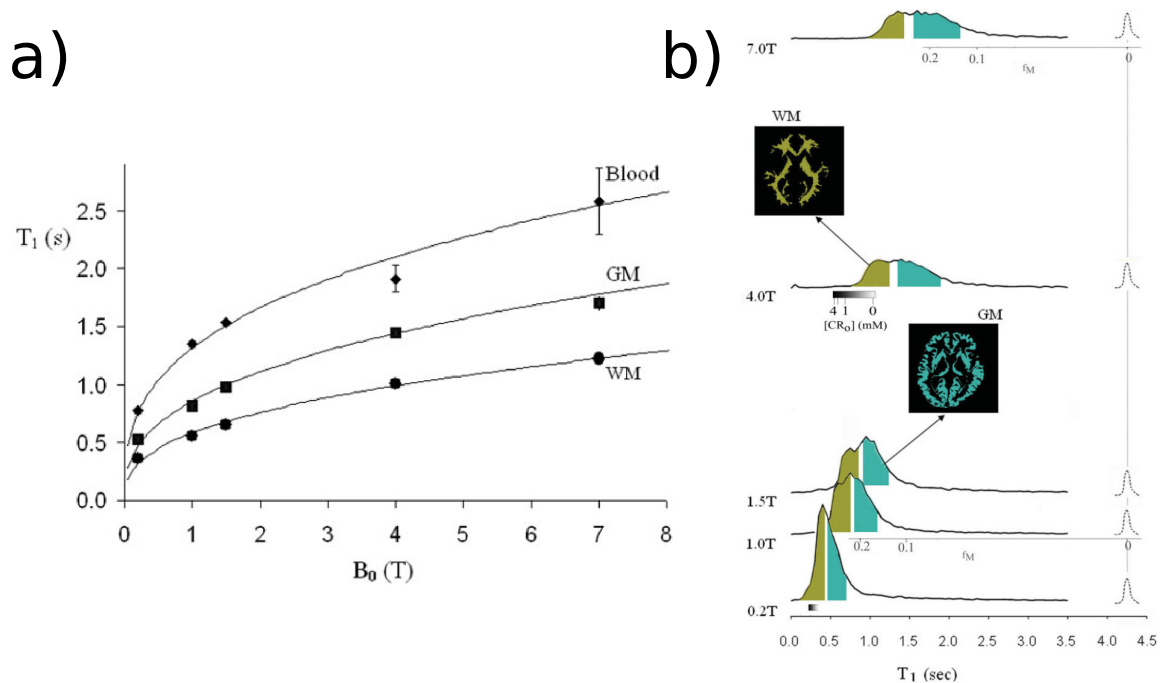 a)
T1 (s)
2.5
2.0
1.5
1.0
0.5
0.0
0 1 2 3 4 5 6 7 8
B0 (T)
Blood
GM
WM
b)
7.0T
0.2 0.1 0
fM
WM
4.0T
4 1 0
[CRo] (mM)
GM
1.5T
1.0T
0.2 0.1 0
fM
0.2T
0.0 0.5 1.0 1.5 2.0 2.5 3.0 3.5 4.0 4.5
T1 (sec)